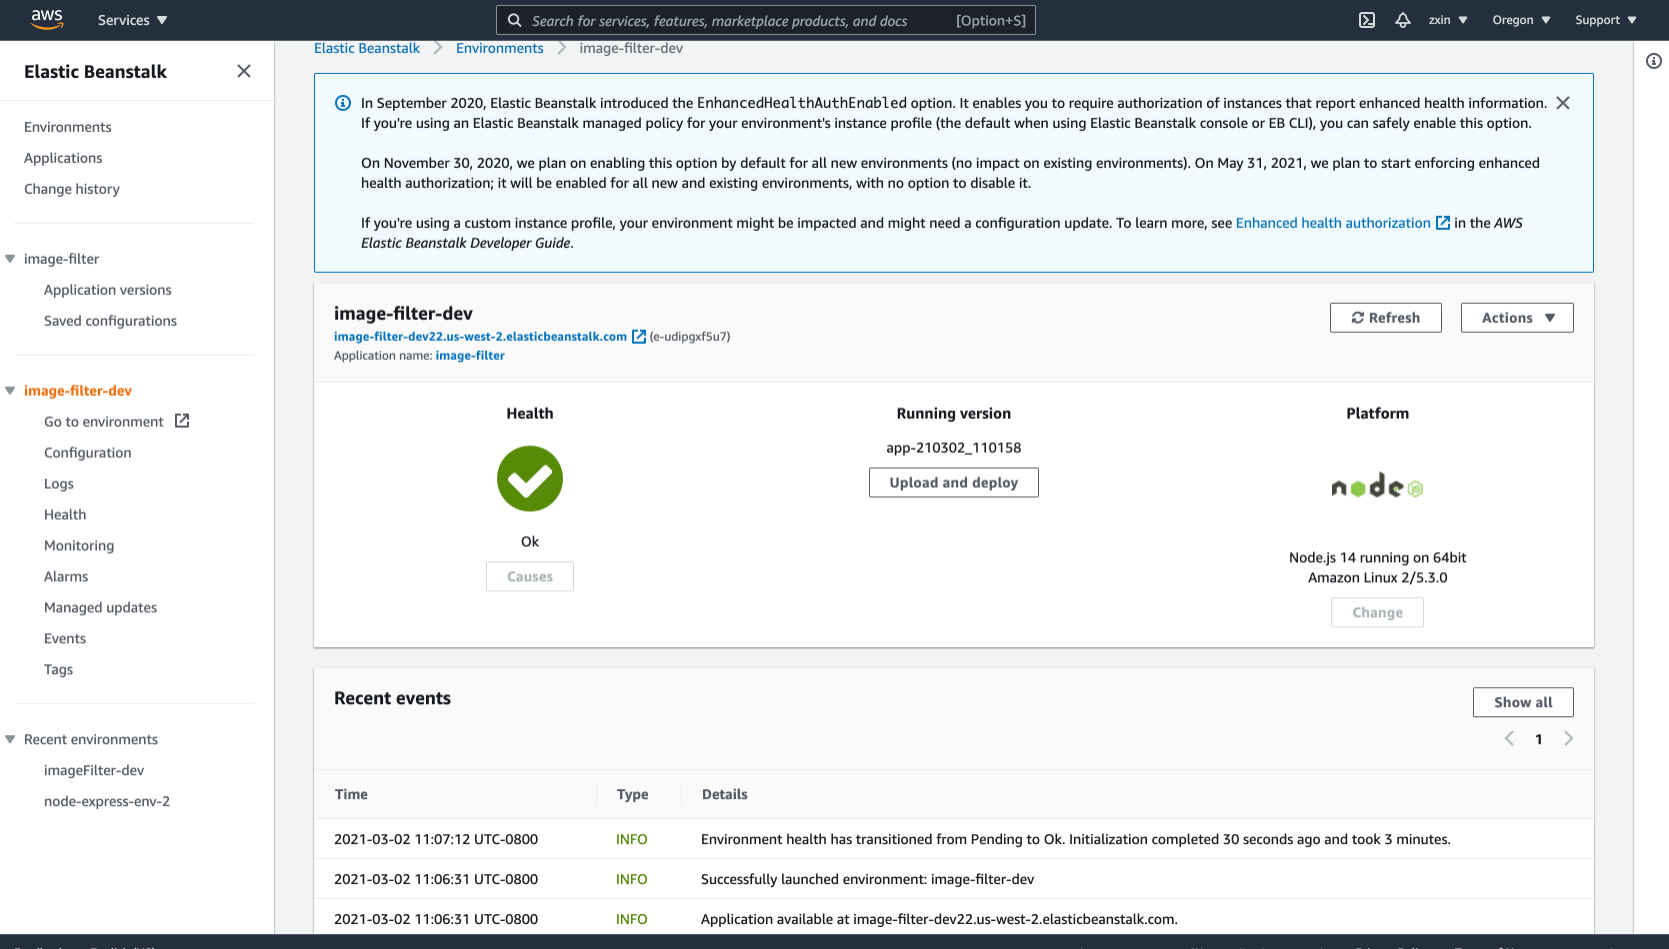 aws
Services
Search for services, features, marketplace products, and docs
[Option+S]
zxin
Oregon
Support
Elastic Beanstalk
Environments
Applications
Change history
image-filter
Application versions
Saved configurations
image-filter-dev
Go to environment
Configuration
Logs
Health
Monitoring
Alarms
Managed updates
Events
Tags
Recent environments
imageFilter-dev
node-express-env-2
Elastic Beanstalk > Environments > image-filter-dev
In September 2020, Elastic Beanstalk introduced the EnhancedHealthAuthEnabled option. It enables you to require authorization of instances that report enhanced health information.
If you're using an Elastic Beanstalk managed policy for your environment's instance profile (the default when using Elastic Beanstalk console or EB CLI), you can safely enable this option.
On November 30, 2020, we plan on enabling this option by default for all new environments (no impact on existing environments). On May 31, 2021, we plan to start enforcing enhanced
health authorization; it will be enabled for all new and existing environments, with no option to disable it.
If you're using a custom instance profile, your environment might be impacted and might need a configuration update. To learn more, see Enhanced health authorization in the AWS
Elastic Beanstalk Developer Guide.
image-filter-dev
image-filter-dev22.us-west-2.elasticbeanstalk.com (e-udipgxf5u7)
Application name: image-filter
Refresh
Actions
Health
Ok
Causes
Running version
app-210302_110158
Upload and deploy
Platform
node JS
Node.js 14 running on 64bit
Amazon Linux 2/5.3.0
Change
Recent events
Show all
1
Time Type Details
2021-03-02 11:07:12 UTC-0800 INFO Environment health has transitioned from Pending to Ok. Initialization completed 30 seconds ago and took 3 minutes.
2021-03-02 11:06:31 UTC-0800 INFO Successfully launched environment: image-filter-dev
2021-03-02 11:06:31 UTC-0800 INFO Application available at image-filter-dev22.us-west-2.elasticbeanstalk.com.